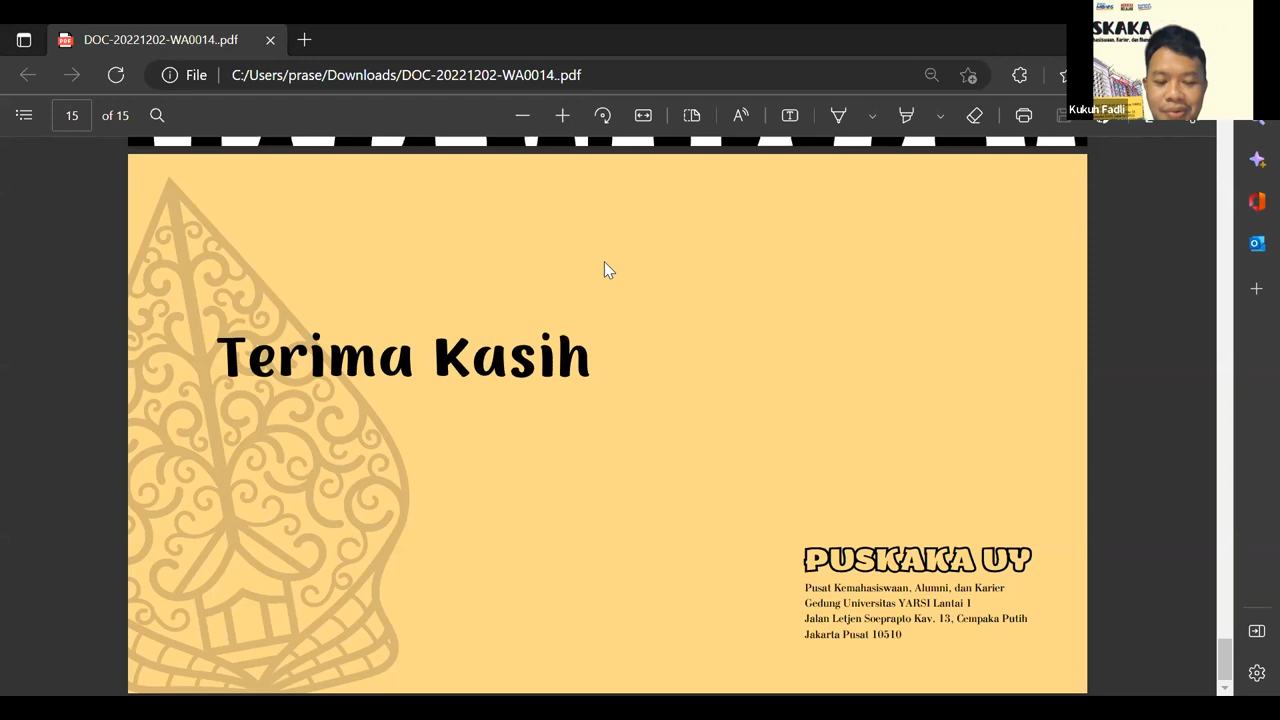 DOC-20221202-WA0014.pdf
File
C:/Users/prase/Downloads/DOC-20221202-WA0014..pdf
15
of 15
SKAKA
Kukuh Fadli
Terima Kasih
PUSKAKA UY
Pusat Kemahasiswaan, Alumni, dan Karier
Gedung Universitas YARSI Lantai 1
Jalan Letjen Soeprapto Kav. 13, Cempaka Putih
Jakarta Pusat 10510